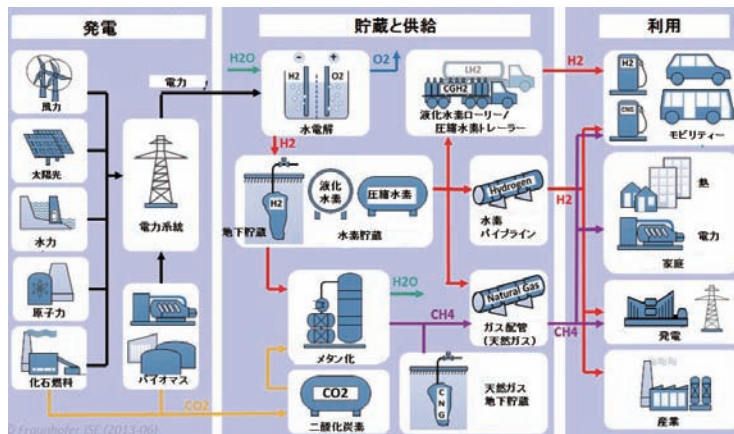 発電
貯蔵と供給
利用
風力
太陽光
水力
原子力
化石燃料
電力
電力系統
バイオマス
CO2
H2O
O2
H2
O2
水電解
H2
LH2
CGH2
液化水素ローリー/
圧縮水素トレーラー
H2
H2
地下貯蔵
液化
水素
圧縮水素
水素貯蔵
Hydrogen
水素
パイプライン
H2
H2O
メタン化
CH4
Natural Gas
ガス配管
(天然ガス)
CH4
CO2
二酸化炭素
CNG
天然ガス
地下貯蔵
H2
CNG
モビリティー
熱
電力
家庭
発電
産業
© Fraunhofer ISE (2013-06)